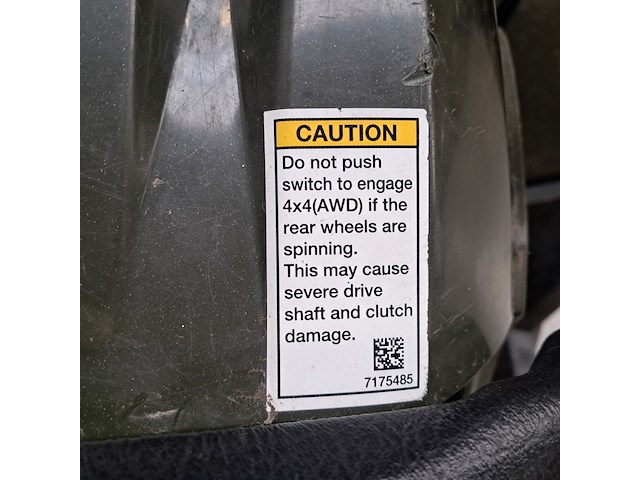 CAUTION
Do not push
switch to engage
4x4(AWD) if the
rear wheels are
spinning.
This may cause
severe drive
shaft and clutch
damage.
7175485